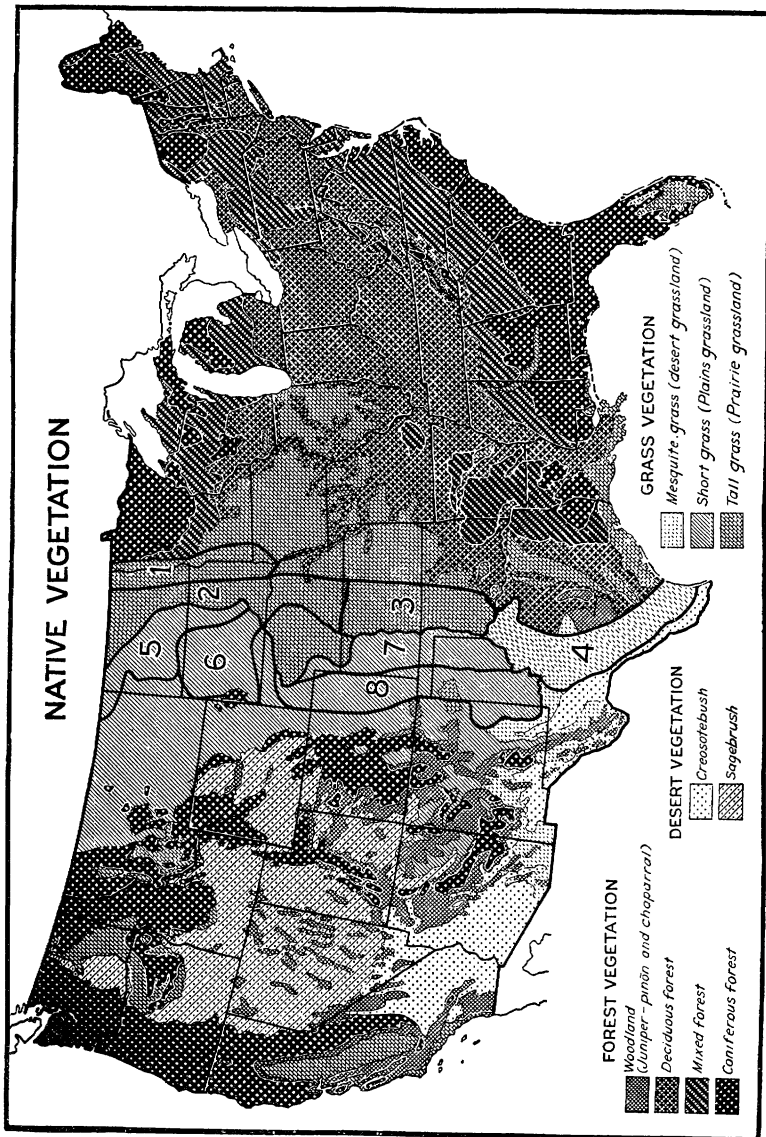 NATIVE VEGETATION
1
2
3
4
5
6
7
8
FOREST VEGETATION
Woodland
(Juniper-piñon and chaparral)
Deciduous forest
Mixed forest
Coniferous forest
DESERT VEGETATION
Creosotebush
Sagebrush
GRASS VEGETATION
Mesquite grass (desert grassland)
Short grass (Plains grassland)
Tall grass (Prairie grassland)